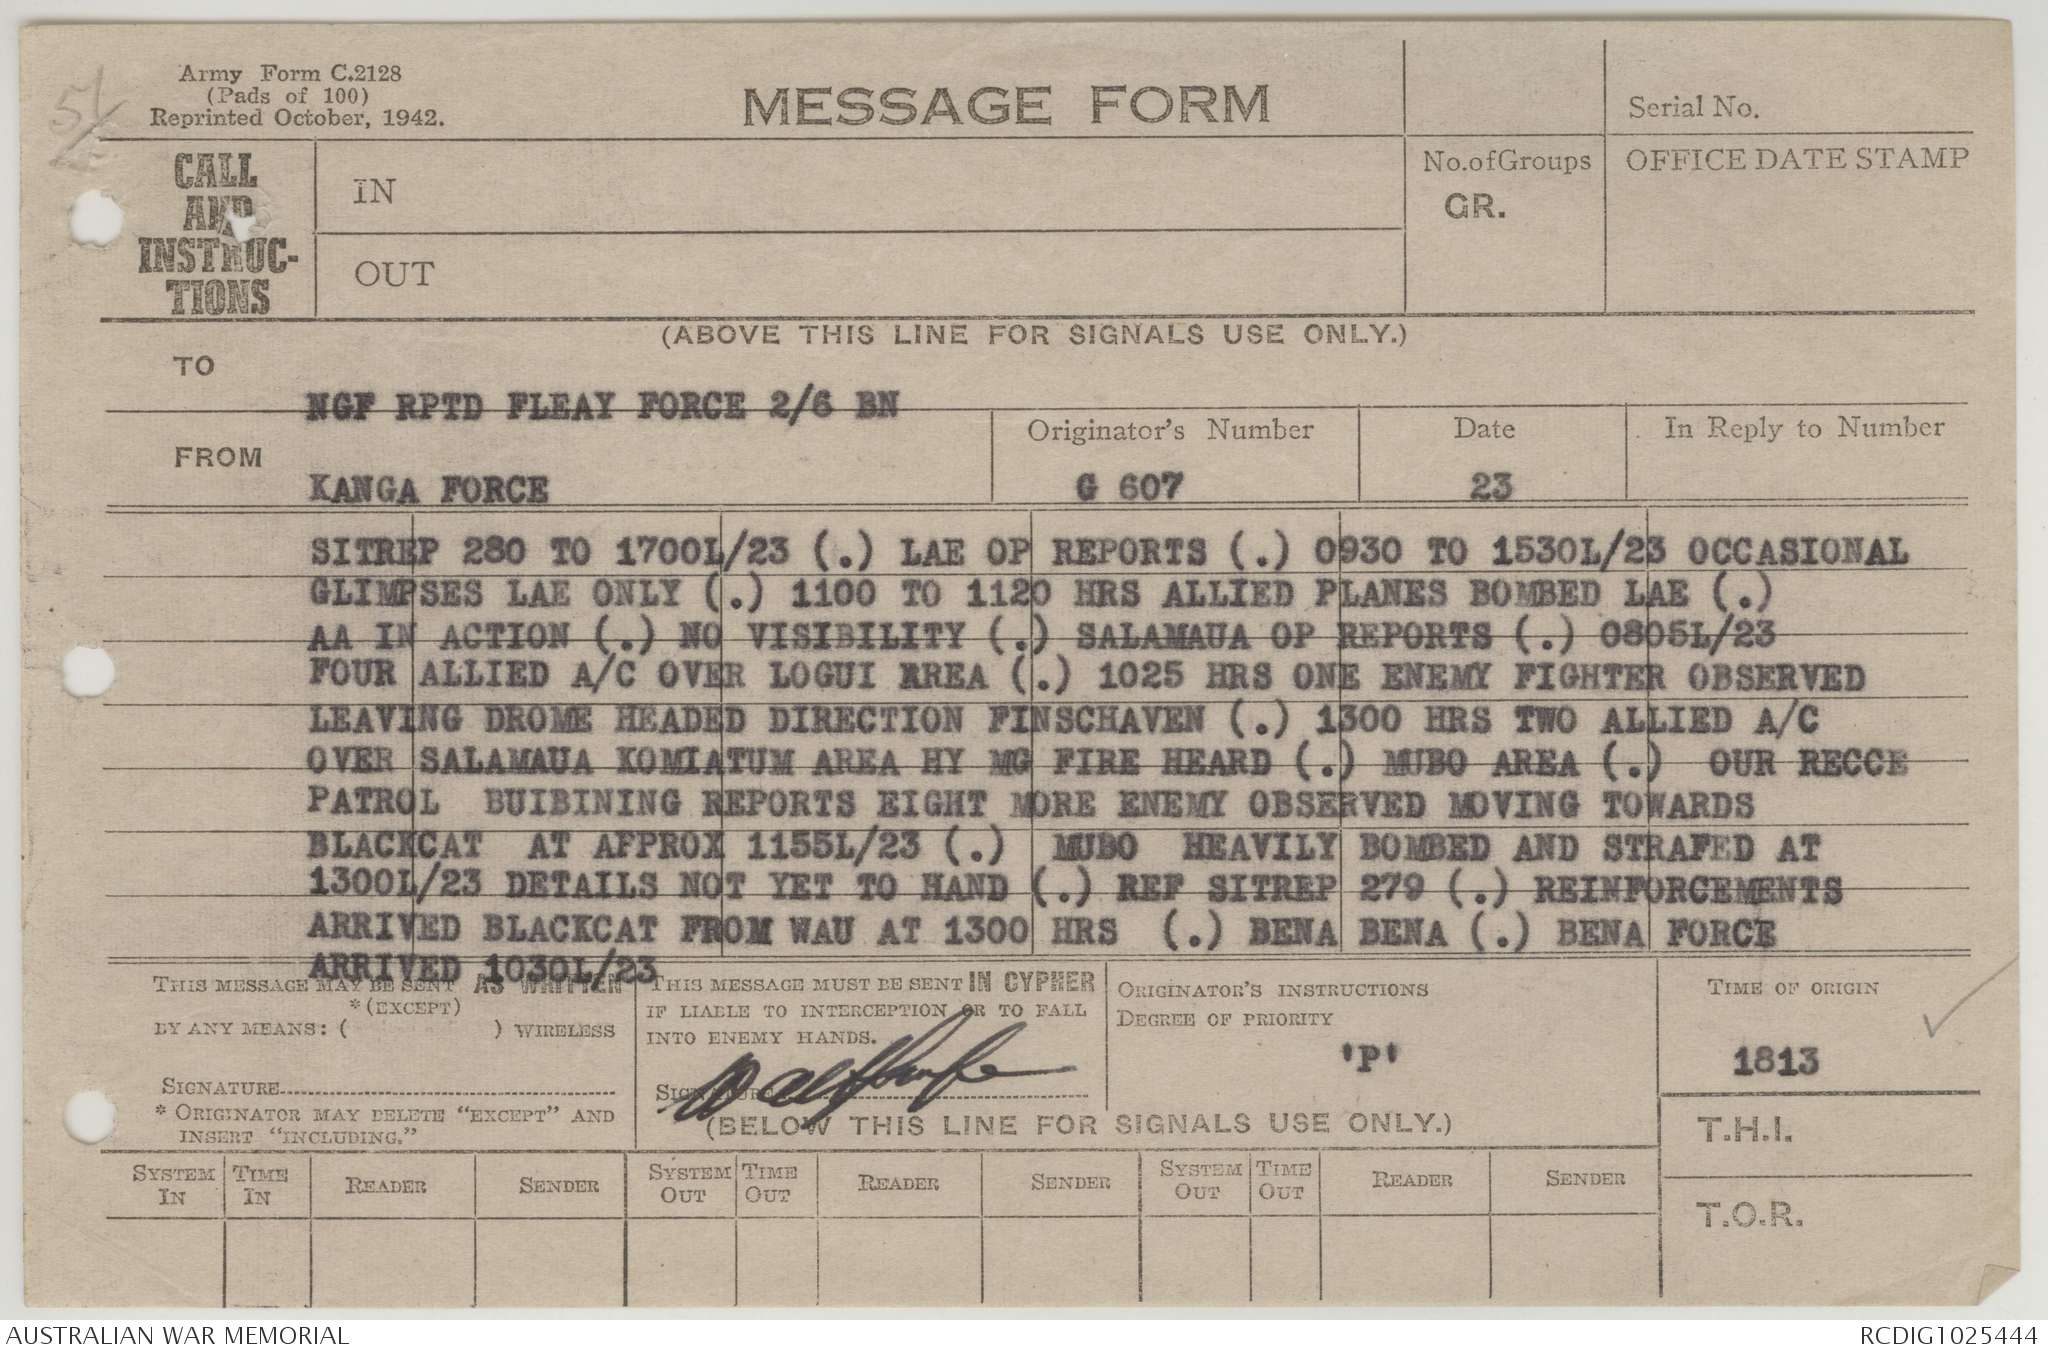 51/2
Army Form C.2128
(Pads of 100)
Reprinted October, 1942.
MESSAGE FORM
Serial No.
CALL
AND
INSTRUC-
TIONS
IN
OUT
No.ofGroups
GR.
OFFICE DATE STAMP
(ABOVE THIS LINE FOR SIGNALS USE ONLY.)
TO
NGF RPTD FLEAY FORCE 2/6 BN
FROM
KANGA FORCE
Originator's Number
G 607
Date
23
In Reply to Number
SITREP 280 TO 1700L/23 (.) LAE OP REPORTS (.) 0930 TO 1530L/23 OCCASIONAL
GLIMPSES LAE ONLY (.) 1100 TO 1120 HRS ALLIED PLANES BOMBED LAE (.)
AA IN ACTION (.) NO VISIBILITY (.) SALAMAUA OP REPORTS (.) 0805L/23
FOUR ALLIED A/C OVER LOGUI AREA (.) 1025 HRS ONE ENEMY FIGHTER OBSERVED
LEAVING DROME HEADED DIRECTION FINSCHAVEN (.) 1300 HRS TWO ALLIED A/C
OVER SALAMAUA KOMIATUM AREA HY MG FIRE HEARD (.) MUBO AREA (.) OUR RECCE
PATROL BUIBINING REPORTS EIGHT MORE ENEMY OBSERVED MOVING TOWARDS
BLACKCAT AT APPROX 1155L/23 (.) MUBO HEAVILY BOMBED AND STRAFED AT
1300L/23 DETAILS NOT YET TO HAND (.) REF SITREP 279 (.) REINFORCEMENTS
ARRIVED BLACKCAT FROM WAU AT 1300 HRS (.) BENA BENA (.) BENA FORCE
ARRIVED 1030L/23
THIS MESSAGE MAY BE SENT AS WRITTEN
*(EXCEPT)
BY ANY MEANS: ( ) WIRELESS
SIGNATURE
* ORIGINATOR MAY DELETE "EXCEPT" AND
INSERT "INCLUDING."
THIS MESSAGE MUST BE SENT IN CYPHER
IF LIABLE TO INTERCEPTION OR TO FALL
INTO ENEMY HANDS.
SIGNATURE
ORIGINATOR'S INSTRUCTIONS
DEGREE OF PRIORITY
'P'
TIME OF ORIGIN
1813
(BELOW THIS LINE FOR SIGNALS USE ONLY.)
T.H.I.
T.O.R.
SYSTEM IN
TIME IN
READER
SENDER
SYSTEM OUT
TIME OUT
READER
SENDER
SYSTEM OUT
TIME OUT
READER
SENDER
AUSTRALIAN WAR MEMORIAL
RCDIG1025444